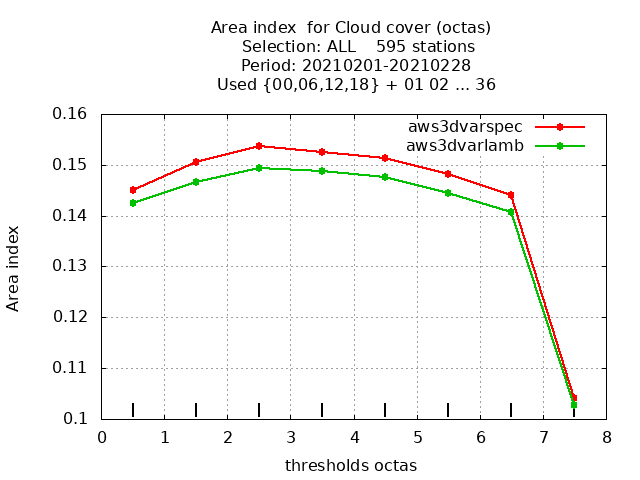 Area index  for Cloud cover (octas)
Selection: ALL    595 stations
Period: 20210201-20210228
Used {00,06,12,18} + 01 02 ... 36
aws3dvarspec
aws3dvarlamb
0.16
0.15
0.14
0.13
0.12
0.11
0.1
Area index
0 1 2 3 4 5 6 7 8
thresholds octas